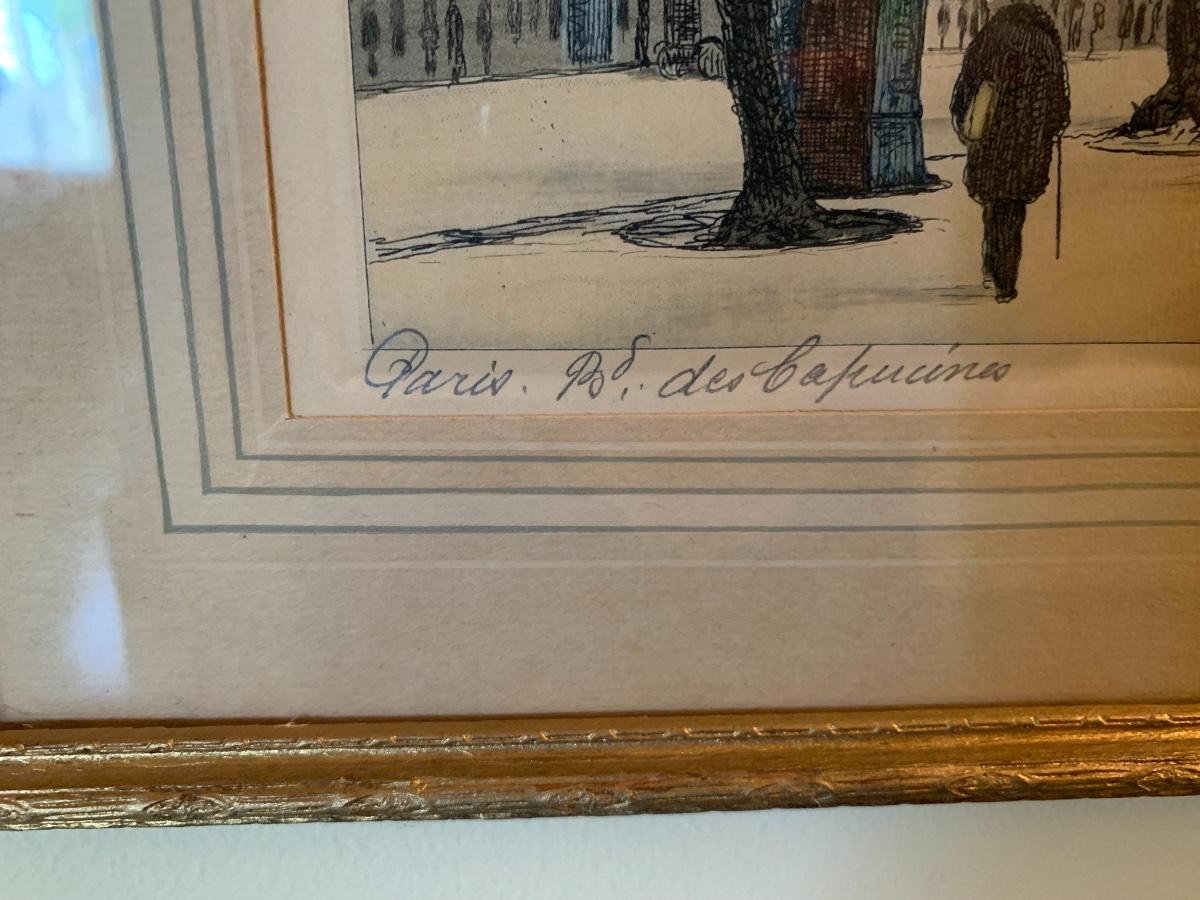 Paris. Bd. des Capucines